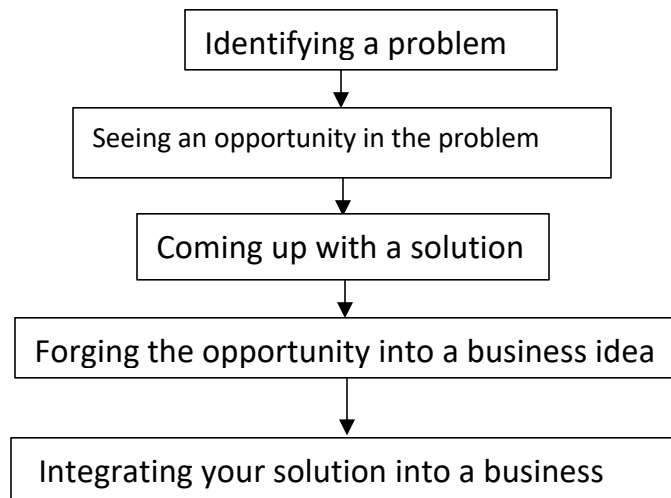 Identifying a problem
Seeing an opportunity in the problem
Coming up with a solution
Forging the opportunity into a business idea
Integrating your solution into a business